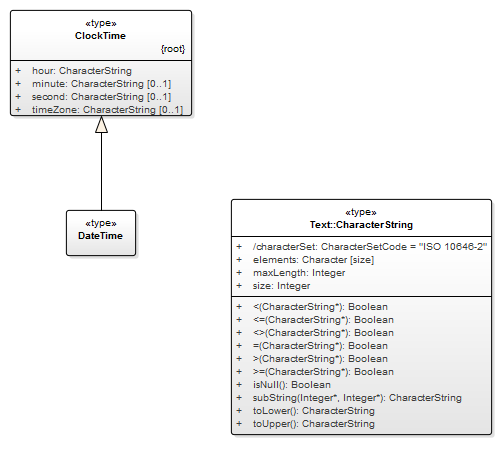 «type»
ClockTime
{root}
+ hour: CharacterString
+ minute: CharacterString [0..1]
+ second: CharacterString [0..1]
+ timeZone: CharacterString [0..1]
«type»
DateTime
«type»
Text::CharacterString
+ /characterSet: CharacterSetCode = "ISO 10646-2"
+ elements: Character [size]
+ maxLength: Integer
+ size: Integer
+ <(CharacterString*): Boolean
+ <=(CharacterString*): Boolean
+ <>(CharacterString*): Boolean
+ =(CharacterString*): Boolean
+ >(CharacterString*): Boolean
+ >=(CharacterString*): Boolean
+ isNull(): Boolean
+ subString(Integer*, Integer*): CharacterString
+ toLower(): CharacterString
+ toUpper(): CharacterString